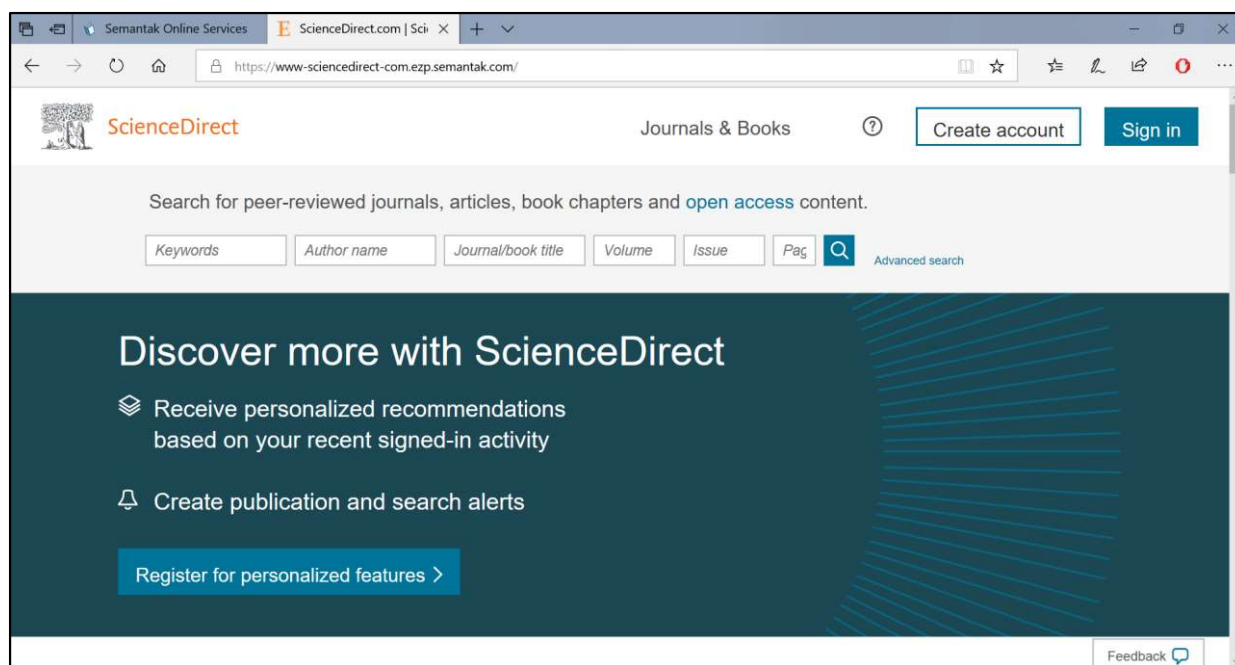 Semantak Online Services
ScienceDirect.com | Sci
https://www-sciencedirect-com.ezp.semantak.com/
ScienceDirect
Journals & Books
Create account
Sign in
Search for peer-reviewed journals, articles, book chapters and open access content.
Keywords
Author name
Journal/book title
Volume
Issue
Pag
Advanced search
Discover more with ScienceDirect
Receive personalized recommendations
based on your recent signed-in activity
Create publication and search alerts
Register for personalized features >
Feedback